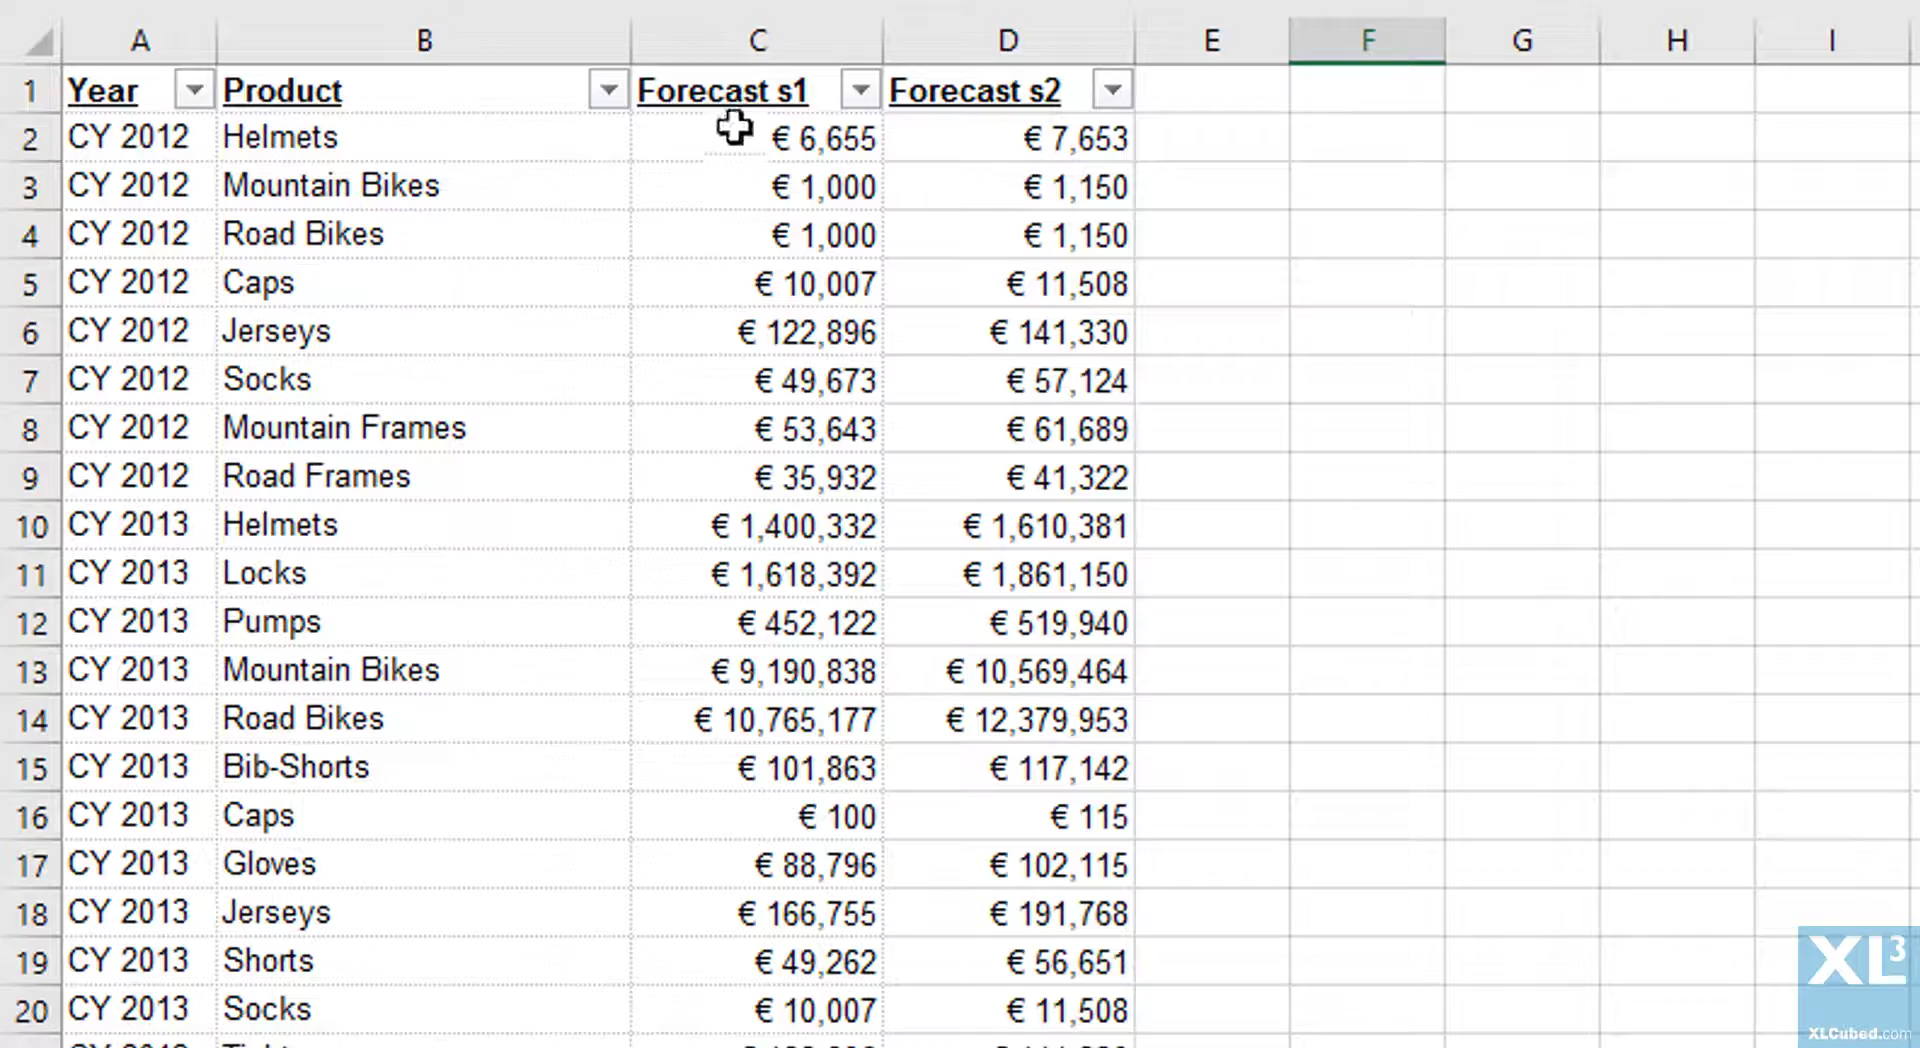 A B C D E F G H I
1 Year Product Forecast s1 Forecast s2
2 CY 2012 Helmets € 6,655 € 7,653
3 CY 2012 Mountain Bikes € 1,000 € 1,150
4 CY 2012 Road Bikes € 1,000 € 1,150
5 CY 2012 Caps € 10,007 € 11,508
6 CY 2012 Jerseys € 122,896 € 141,330
7 CY 2012 Socks € 49,673 € 57,124
8 CY 2012 Mountain Frames € 53,643 € 61,689
9 CY 2012 Road Frames € 35,932 € 41,322
10 CY 2013 Helmets € 1,400,332 € 1,610,381
11 CY 2013 Locks € 1,618,392 € 1,861,150
12 CY 2013 Pumps € 452,122 € 519,940
13 CY 2013 Mountain Bikes € 9,190,838 € 10,569,464
14 CY 2013 Road Bikes € 10,765,177 € 12,379,953
15 CY 2013 Bib-Shorts € 101,863 € 117,142
16 CY 2013 Caps € 100 € 115
17 CY 2013 Gloves € 88,796 € 102,115
18 CY 2013 Jerseys € 166,755 € 191,768
19 CY 2013 Shorts € 49,262 € 56,651
20 CY 2013 Socks € 10,007 € 11,508
XL3
XLCubed.com